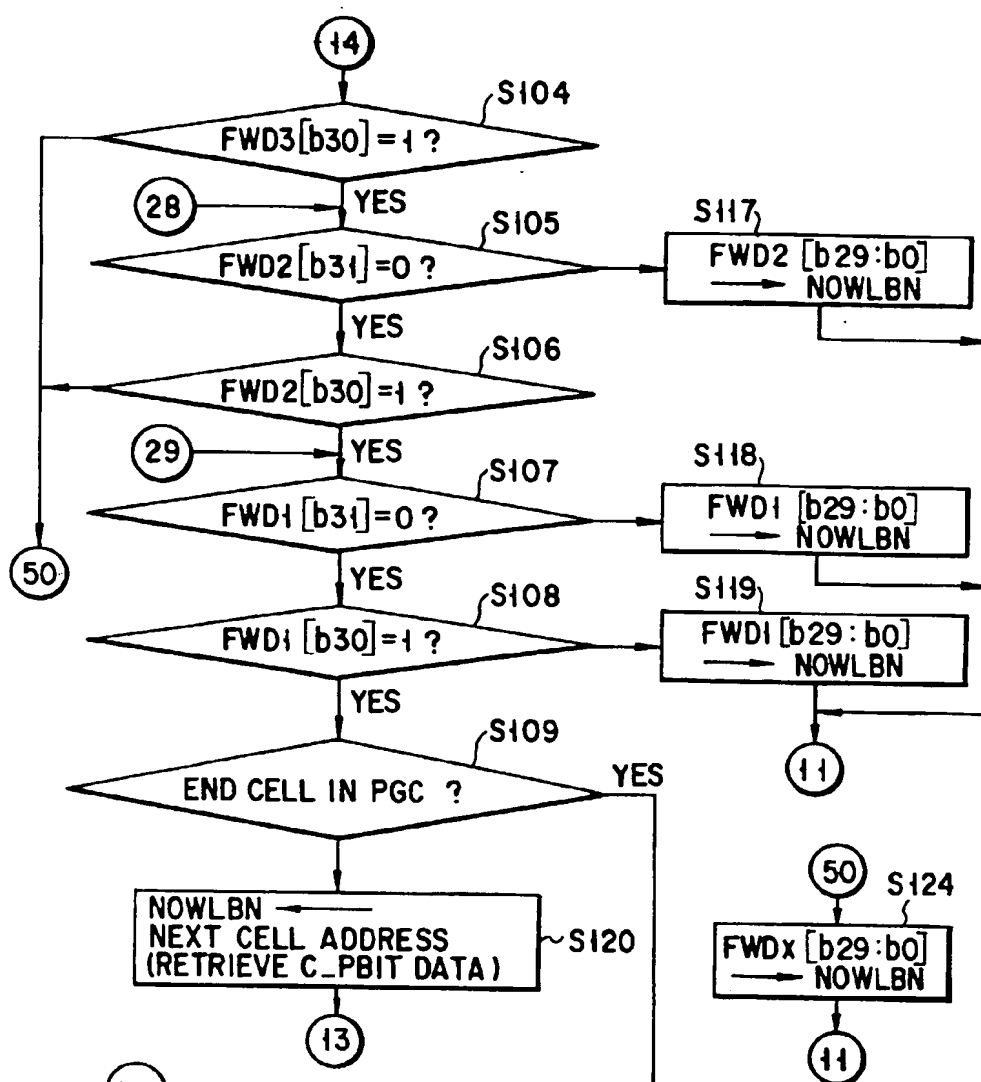 14
S104
FWD3[b30]=1?
28
YES
S105
FWD2[b31]=0?
S117
FWD2 [b29:b0]
NOWLBN
YES
S106
FWD2[b30]=1?
29
YES
S107
FWD1[b31]=0?
S118
FWD1 [b29:b0]
NOWLBN
50
YES
S108
FWD1[b30]=1?
S119
FWD1[b29:b0]
NOWLBN
YES
S109
END CELL IN PGC ?
YES
11
NOWLBN
NEXT CELL ADDRESS
(RETRIEVE C_PBIT DATA)
S120
13
50
S124
FWDX[b29:b0]
NOWLBN
11